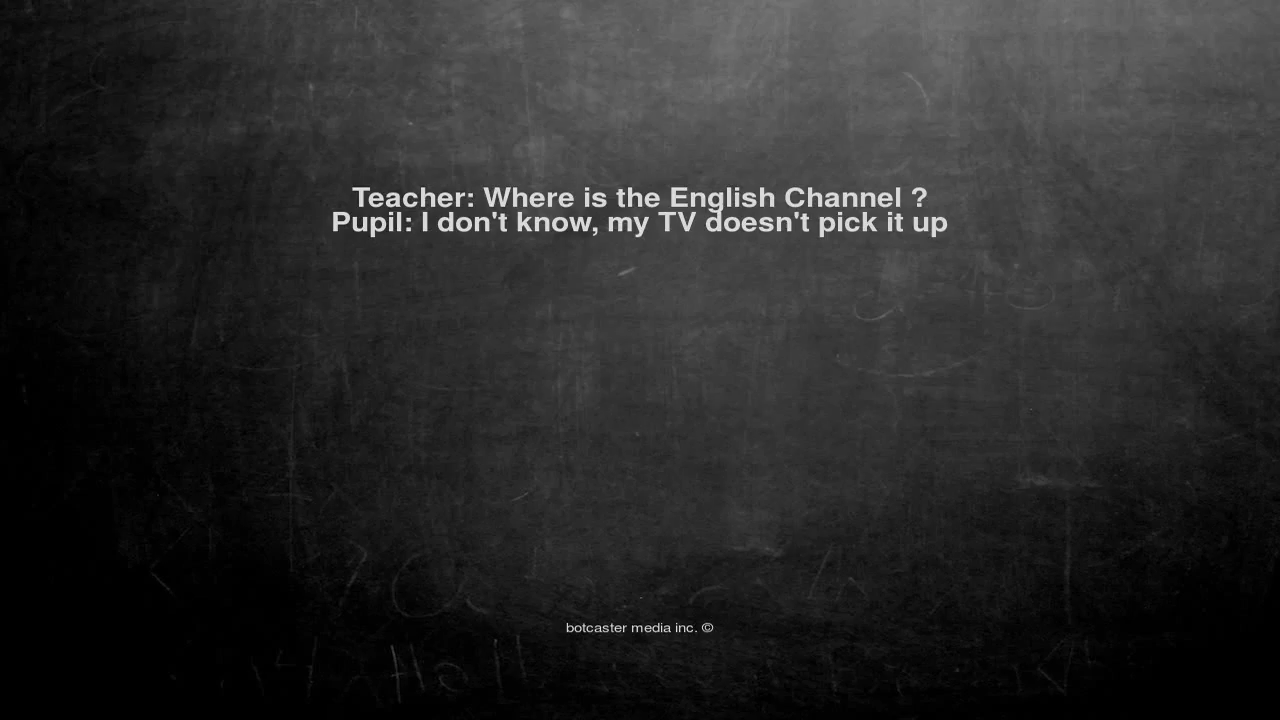 Teacher: Where is the English Channel ?
Pupil: I don't know, my TV doesn't pick it up
botcaster media inc. ©